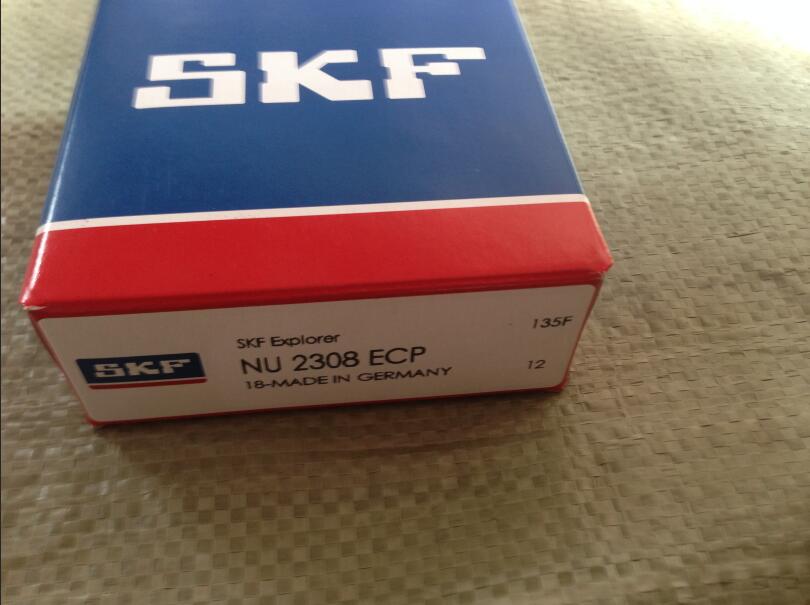 SKF
SKF Explorer
135F
SKF
NU 2308 ECP
12
18-MADE IN GERMANY